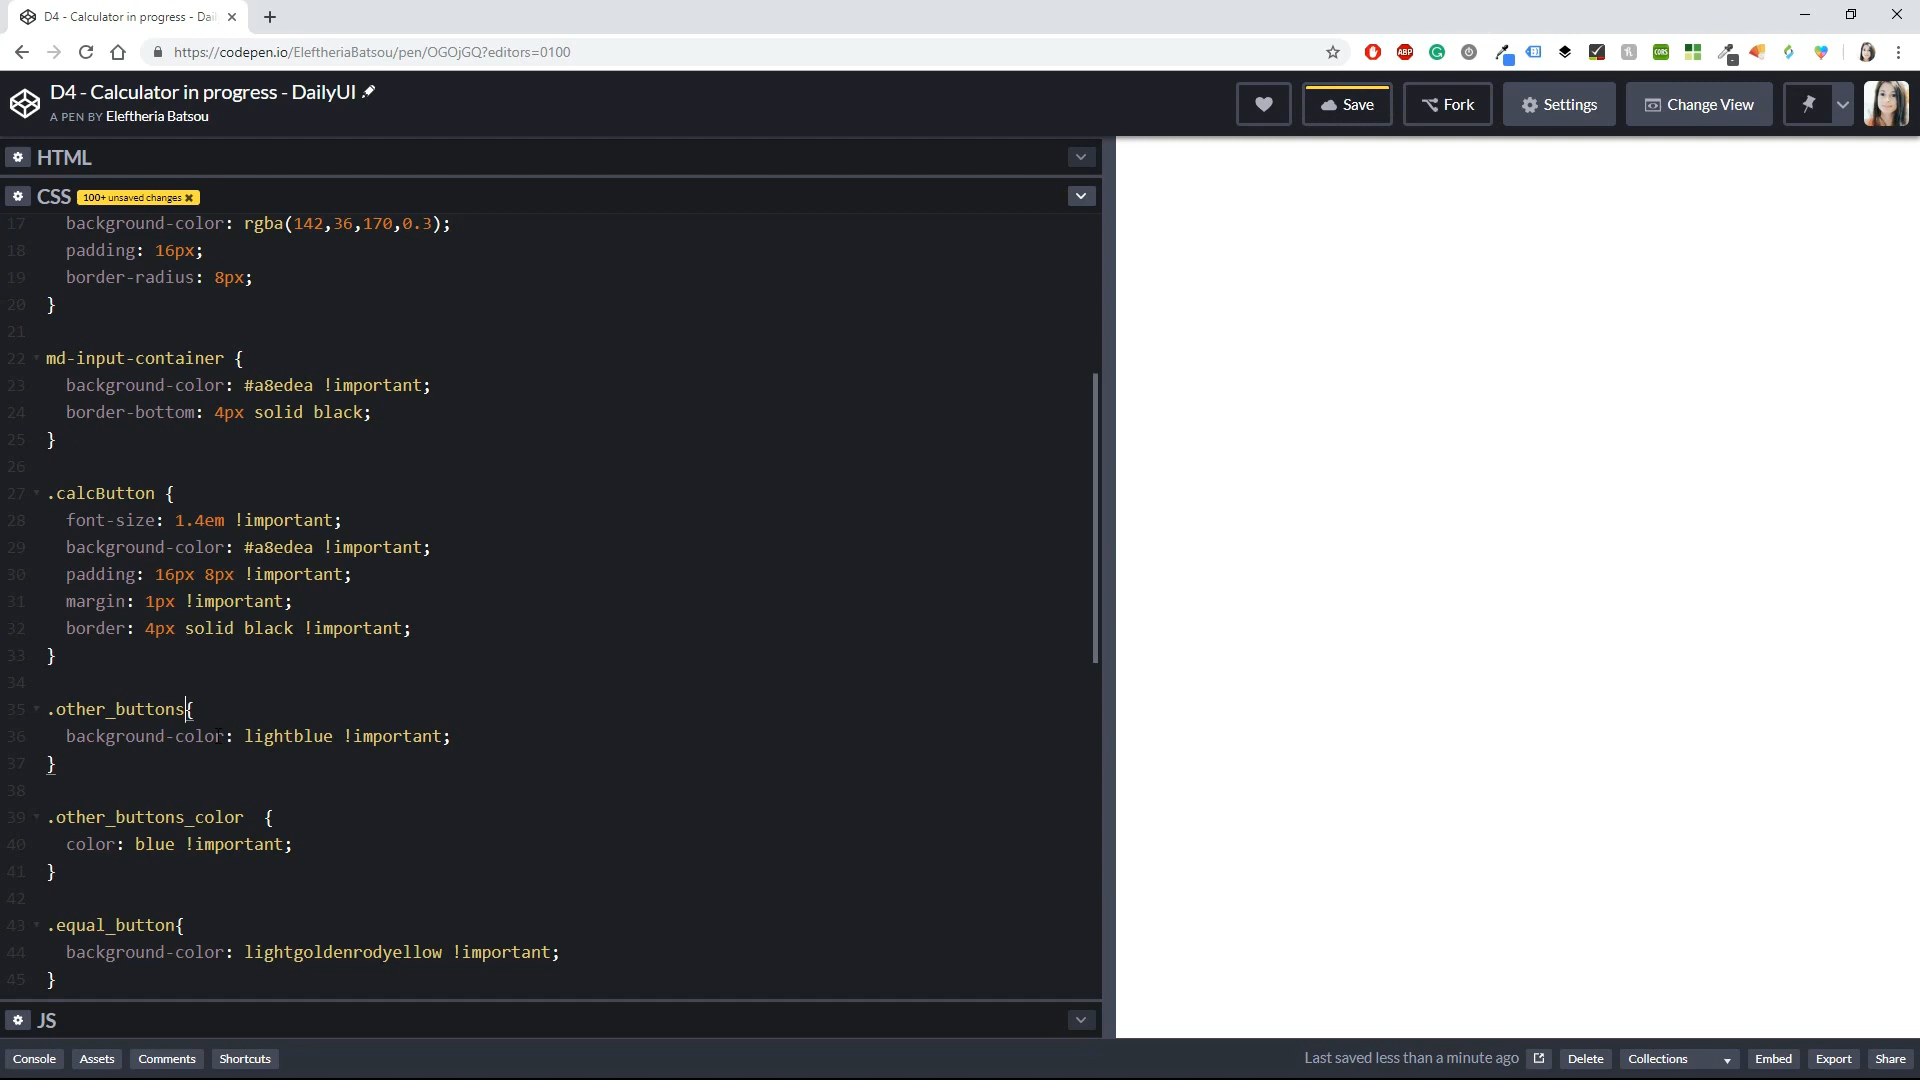 D4 - Calculator in progress - Dai
https://codepen.io/EleftheriaBatsou/pen/OGOjGQ?editors=0100
ABP
CORS
D4 - Calculator in progress - DailyUI
A PEN BY Eleftheria Batsou
Save
Fork
Settings
Change View
HTML
CSS
100+ unsaved changes ×
17 background-color: rgba(142,36,170,0.3);
18 padding: 16px;
19 border-radius: 8px;
20 }
21
22 md-input-container {
23 background-color: #a8edea !important;
24 border-bottom: 4px solid black;
25 }
26
27 .calcButton {
28 font-size: 1.4em !important;
29 background-color: #a8edea !important;
30 padding: 16px 8px !important;
31 margin: 1px !important;
32 border: 4px solid black !important;
33 }
34
35 .other_buttons{
36 background-color: lightblue !important;
37 }
38
39 .other_buttons_color  {
40 color: blue !important;
41 }
42
43 .equal_button{
44 background-color: lightgoldenrodyellow !important;
45 }
JS
Console
Assets
Comments
Shortcuts
Last saved less than a minute ago
Delete
Collections
Embed
Export
Share